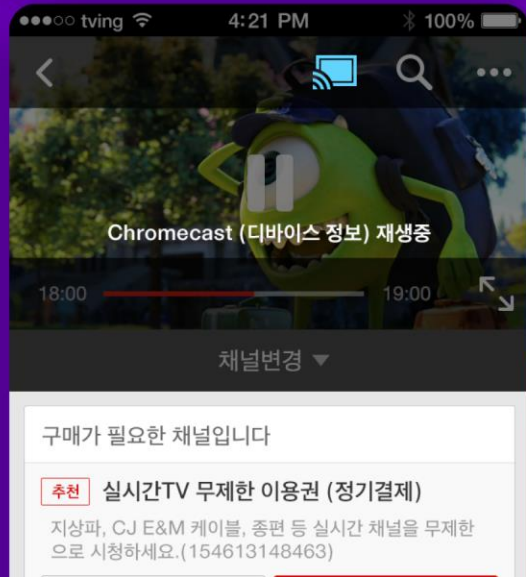 tving 4:21 PM 100%
Chromecast (디바이스 정보) 재생중
18:00 19:00
채널변경
구매가 필요한 채널입니다
추천 실시간TV 무제한 이용권 (정기결제)
지상파, CJ E&M 케이블, 종편 등 실시간 채널을 무제한
으로 시청하세요.(154613148463)